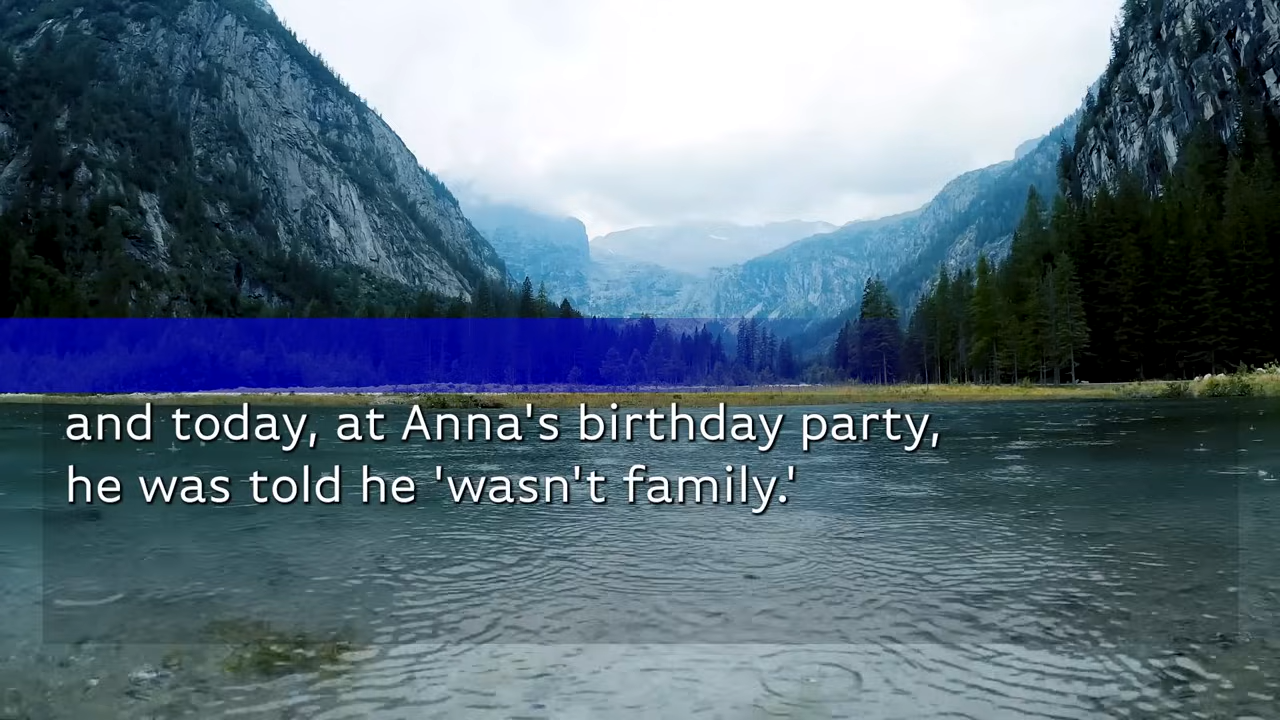 and today, at Anna's birthday party,
he was told he 'wasn't family.'